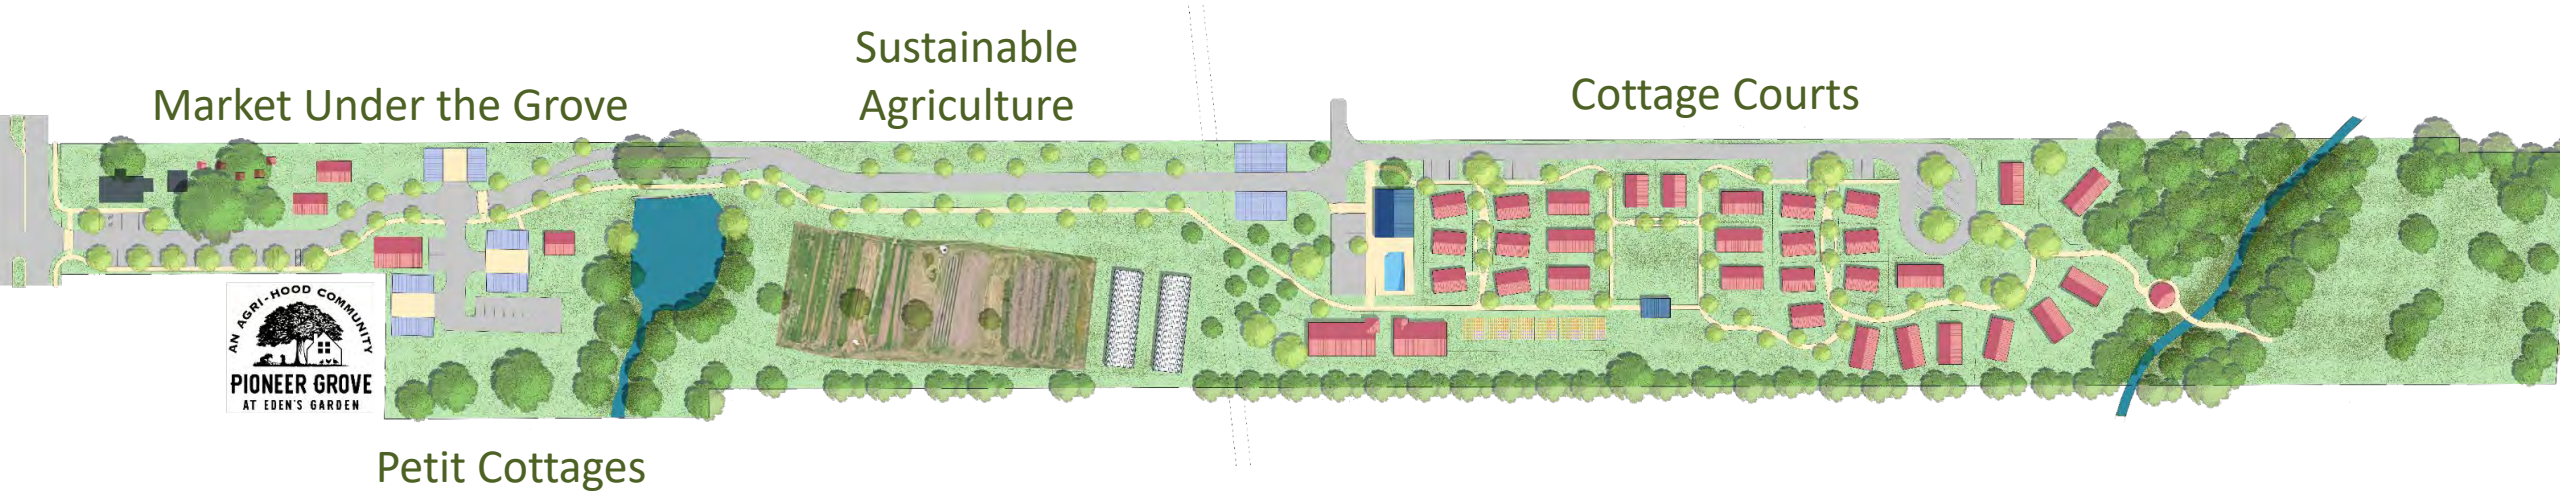 Sustainable
Agriculture
Market Under the Grove
Cottage Courts
AN AGRI-HOOD COMMUNITY
PIONEER GROVE
AT EDEN'S GARDEN
Petit Cottages